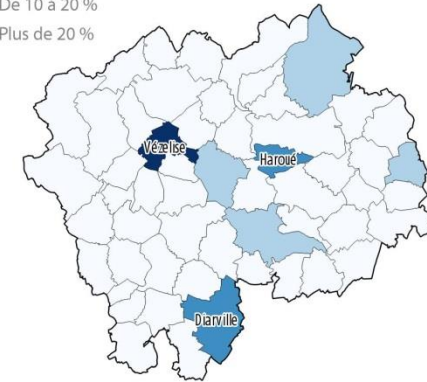 De 10 à 20 %
Plus de 20 %
Vézelise
Haroué
Diarville